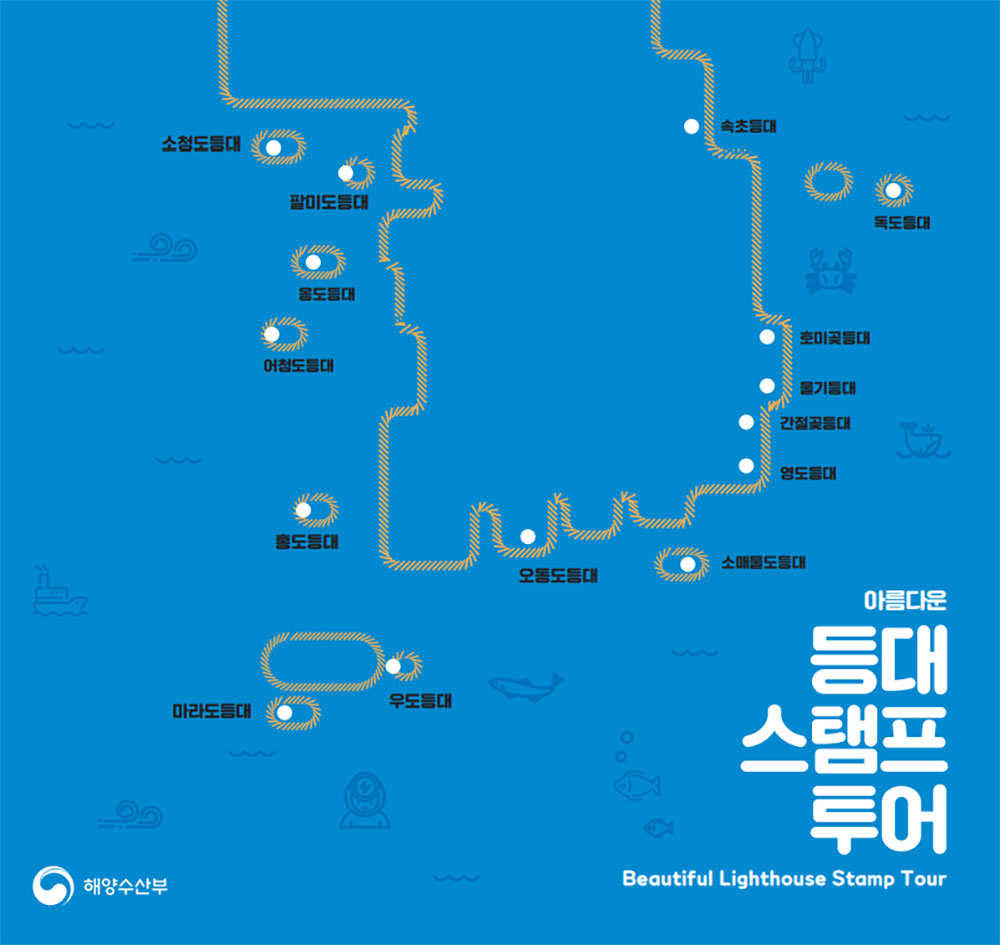 속초등대
소청도등대
팔미도등대
독도등대
옹도등대
호미곶등대
어청도등대
울기등대
간절곶등대
영도등대
홍도등대
소매물도등대
오동도등대
우도등대
마라도등대
아름다운
등대
스탬프
투어
Beautiful Lighthouse Stamp Tour
해양수산부